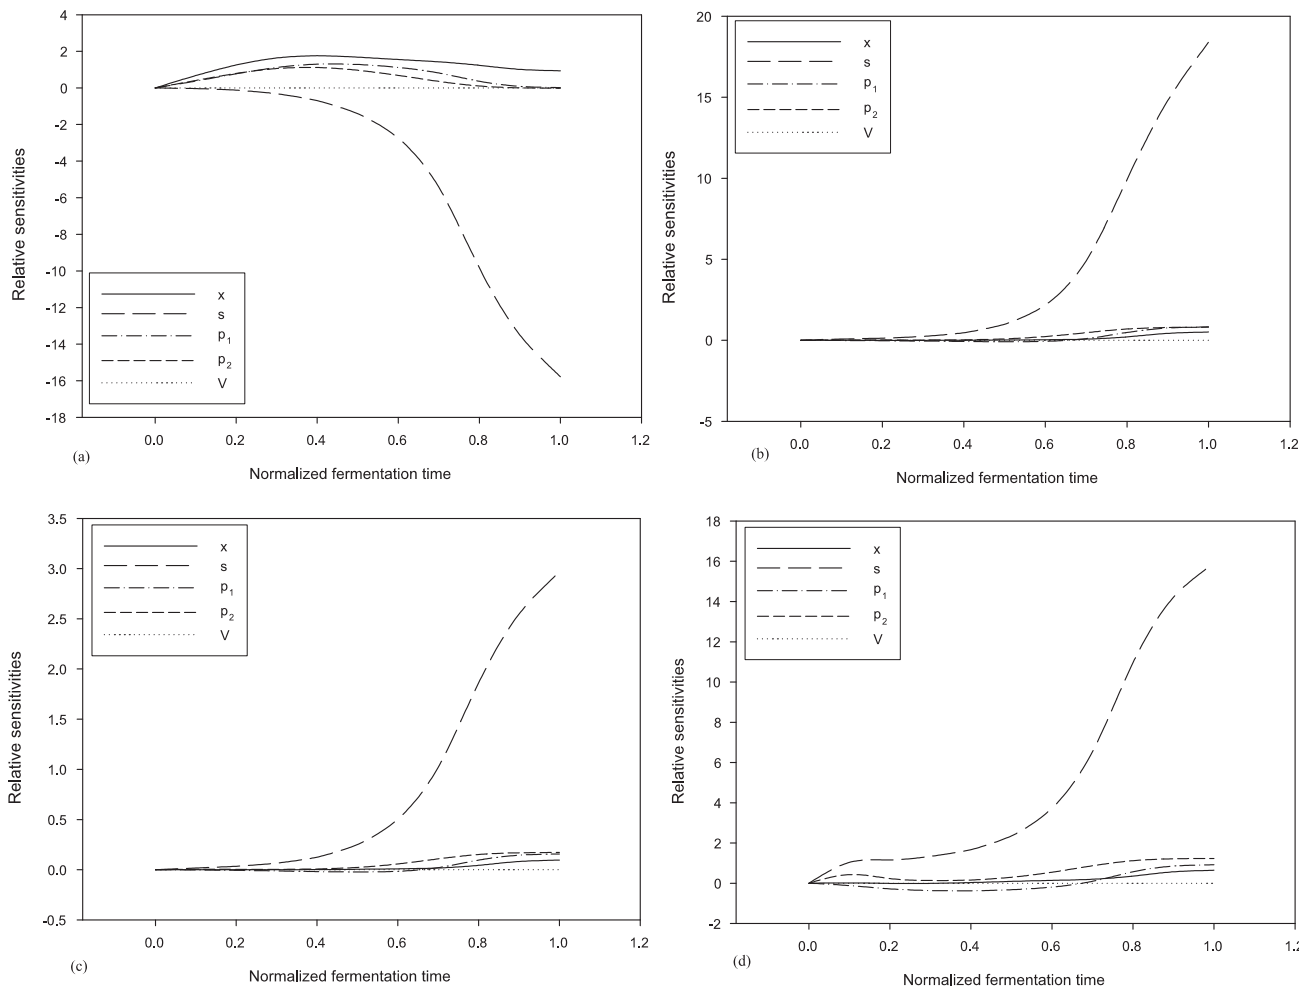 4
2
0
-2
-4
-6
-8
-10
-12
-14
-16
-18
Relative sensitivities
x
s
p1
p2
V
0.0 0.2 0.4 0.6 0.8 1.0 1.2
(a)
Normalized fermentation time
20
15
10
5
0
-5
Relative sensitivities
x
s
p1
p2
V
0.0 0.2 0.4 0.6 0.8 1.0 1.2
(b)
Normalized fermentation time
3.5
3.0
2.5
2.0
1.5
1.0
0.5
0.0
-0.5
Relative sensitivities
x
s
p1
p2
V
0.0 0.2 0.4 0.6 0.8 1.0 1.2
(c)
Normalized fermentation time
18
16
14
12
10
8
6
4
2
0
-2
Relative sensitivities
x
s
p1
p2
V
0.0 0.2 0.4 0.6 0.8 1.0 1.2
(d)
Normalized fermentation time